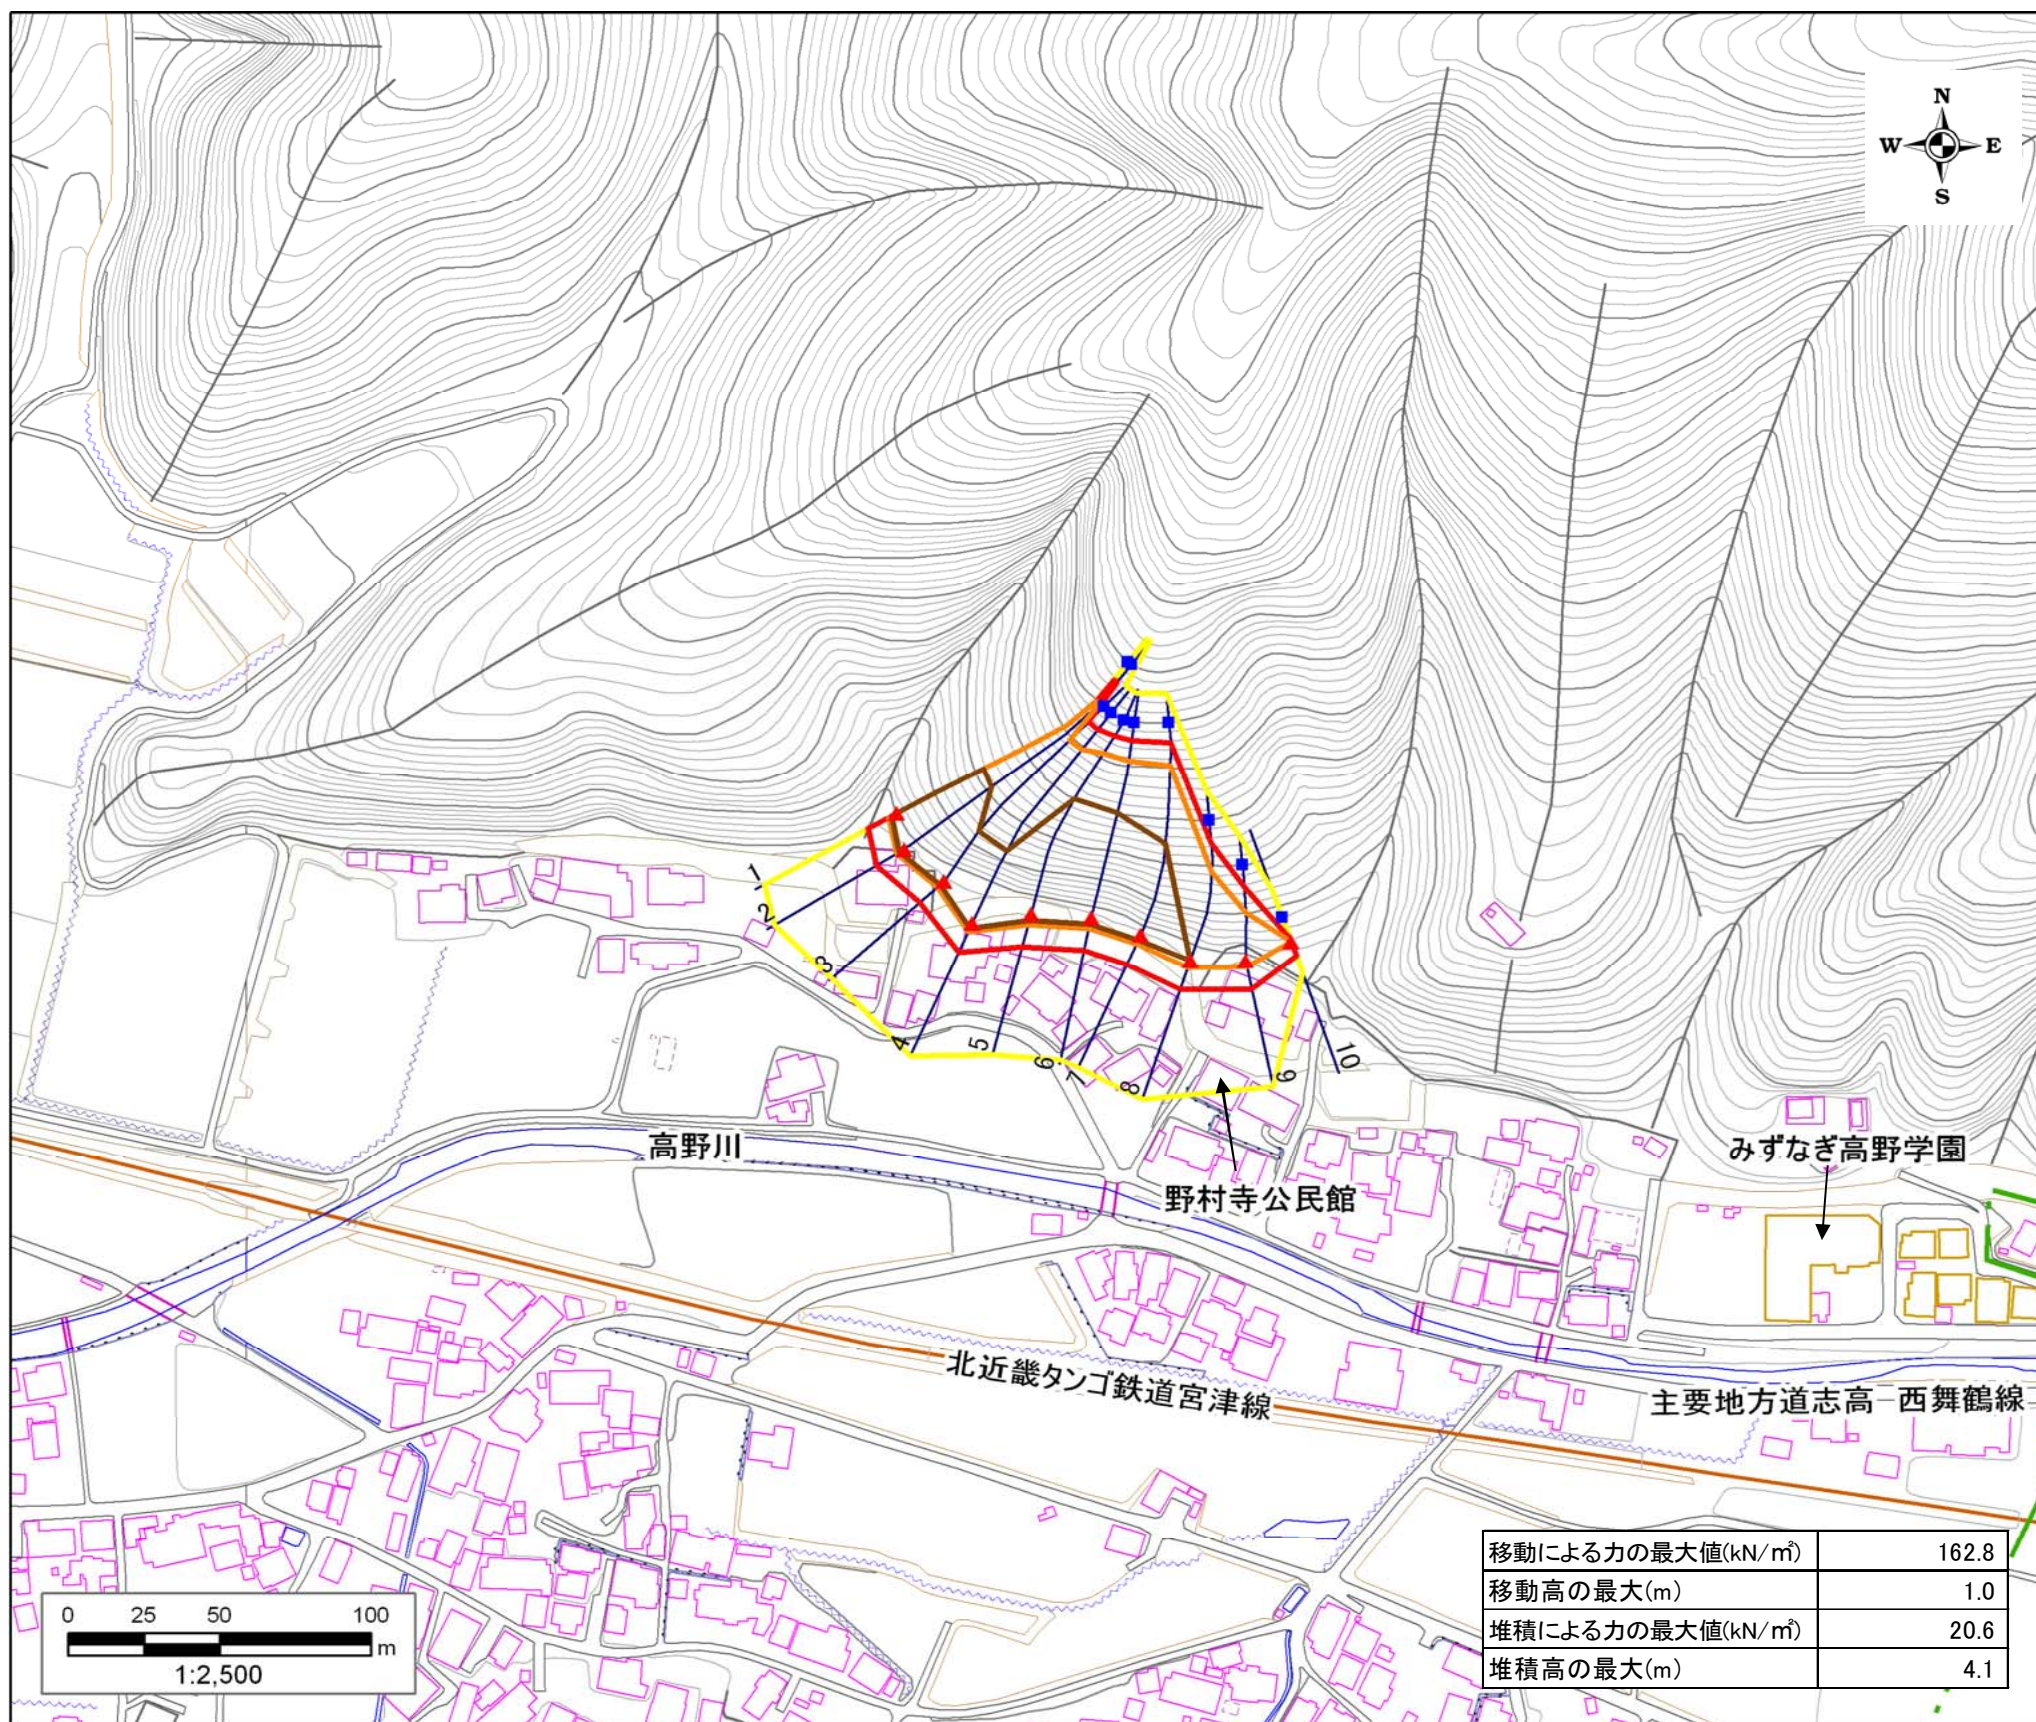 N
W E
S
1
2
3
4
5
6
7
8
9
10
高野川
野村寺公民館
みずなぎ高野学園
北近畿タンゴ鉄道宮津線
主要地方道志高－西舞鶴線
移動による力の最大値(kN/㎡) 162.8
移動高の最大(m) 1.0
堆積による力の最大値(kN/㎡) 20.6
堆積高の最大(m) 4.1
0 25 50 100
m
1:2,500